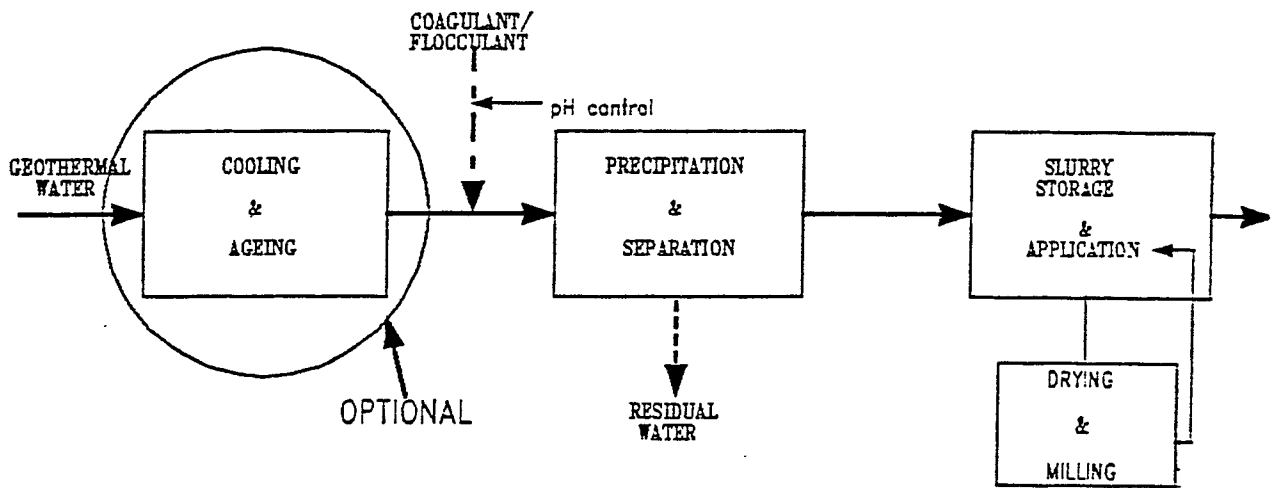 COAGULANT/
FLOCCULANT
pH control
GEOTHERMAL
WATER
COOLING
&
AGEING
PRECIPITATION
&
SEPARATION
SLURRY
STORAGE
&
APPLICATION
OPTIONAL
RESIDUAL
WATER
DRYING
&
MILLING